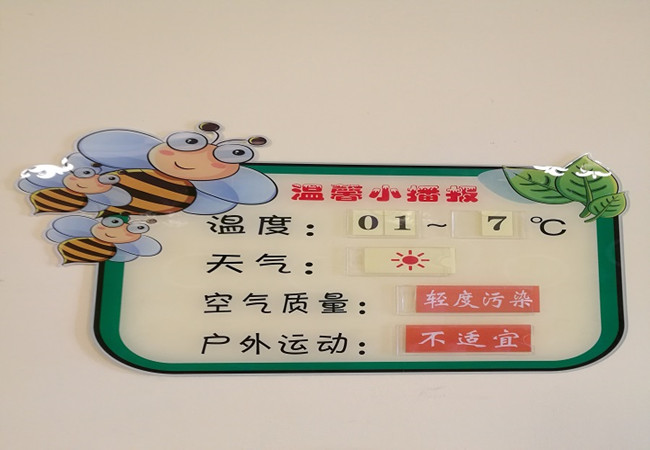 温馨小播报
温度：01~ 7℃
天气：
空气质量：轻度污染
户外运动：不适宜